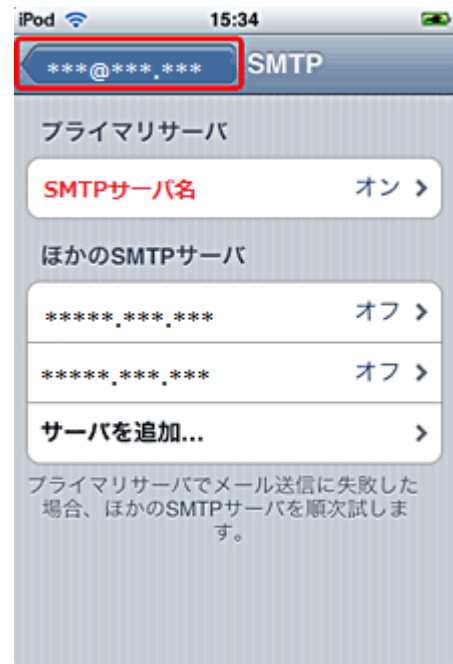 iPod 15:34
***@***.*** SMTP
プライマリサーバ
SMTPサーバ名 オン
ほかのSMTPサーバ
*****.***.*** オフ
*****.***.*** オフ
サーバを追加...
プライマリサーバでメール送信に失敗した
場合、ほかのSMTPサーバを順次試しま
す。